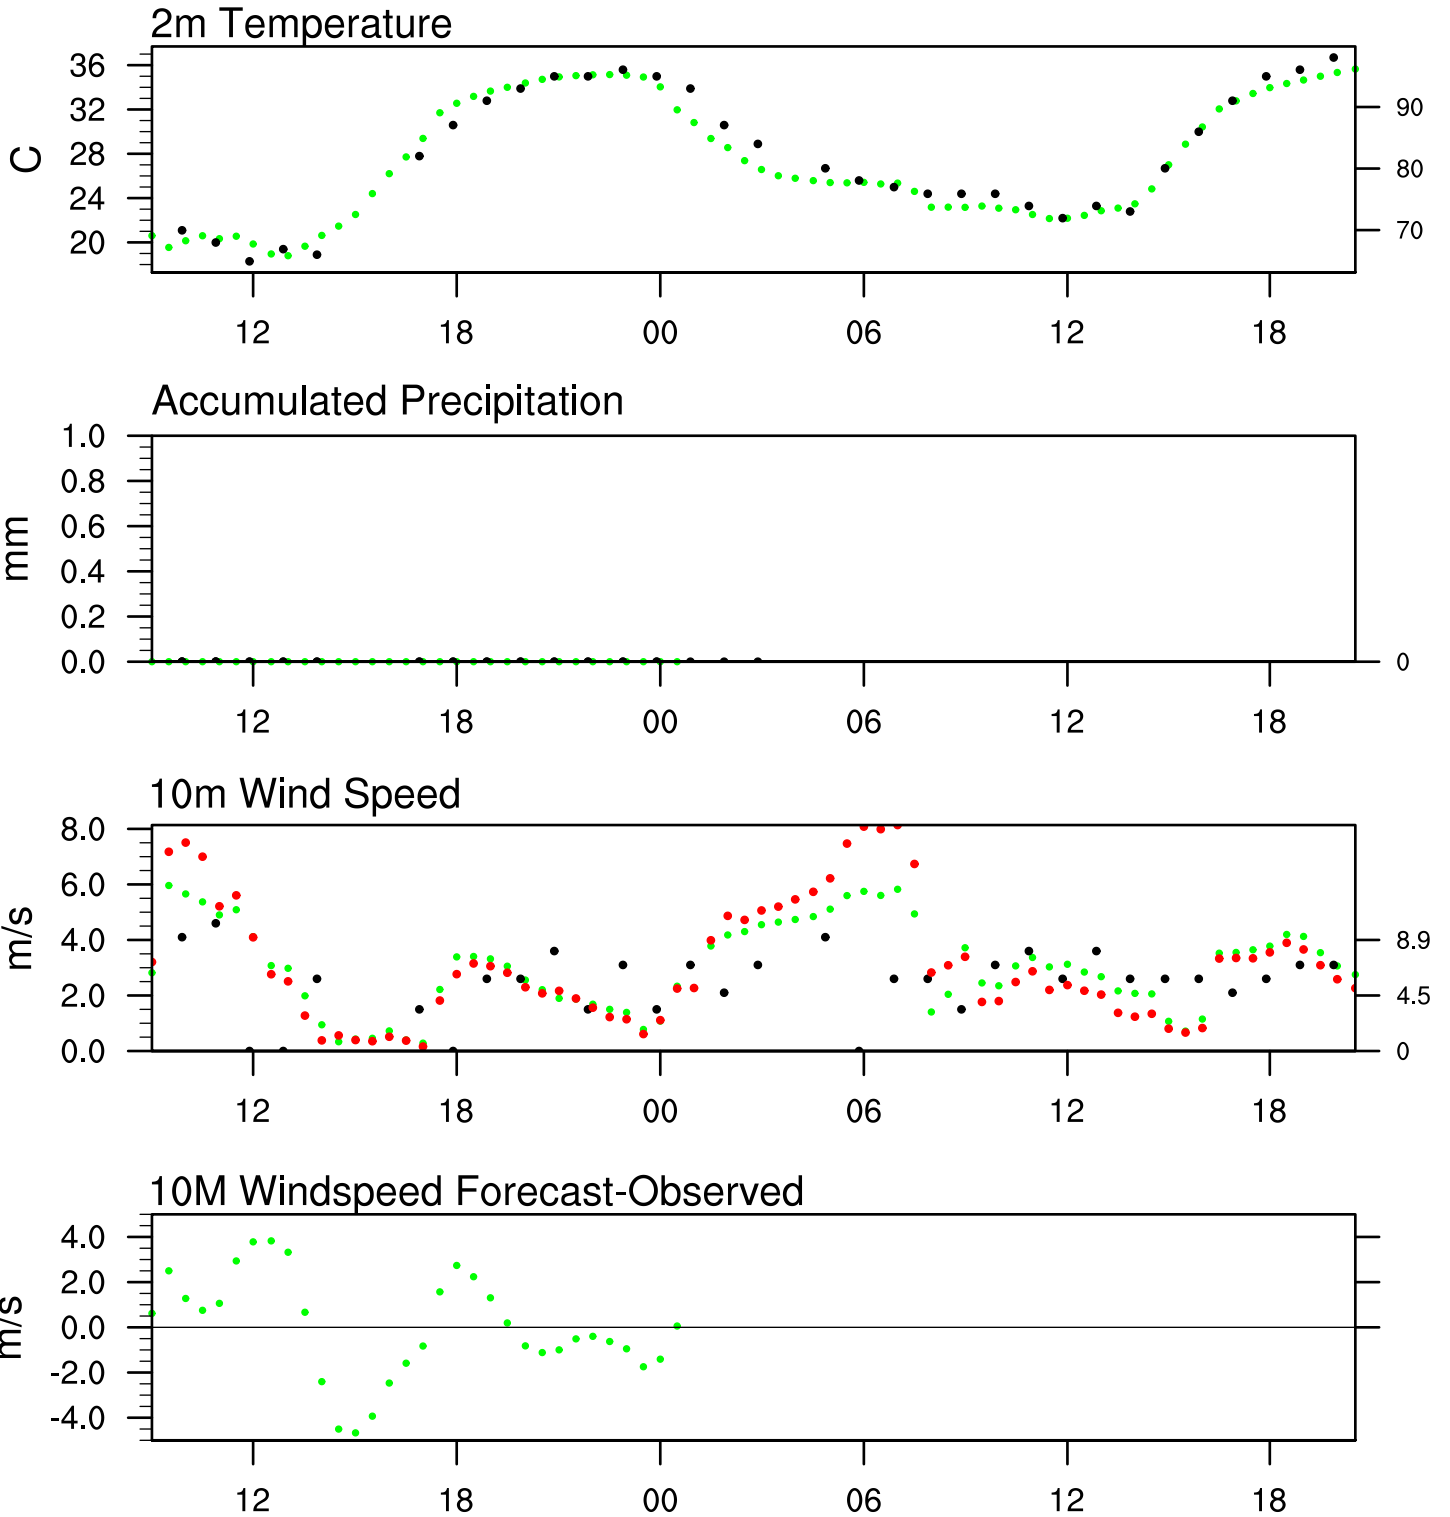 2m Temperature
36
32
28
24
20
C
90
80
70
12 18 00 06 12 18
Accumulated Precipitation
1.0
0.8
0.6
0.4
0.2
0.0
mm
0
12 18 00 06 12 18
10m Wind Speed
8.0
6.0
4.0
2.0
0.0
m/s
8.9
4.5
0
12 18 00 06 12 18
10M Windspeed Forecast-Observed
4.0
2.0
0.0
-2.0
-4.0
m/s
12 18 00 06 12 18